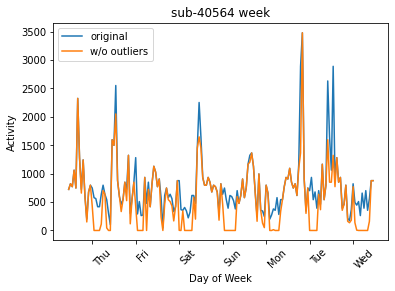 sub-40564 week
original
w/o outliers
Activity
3500
3000
2500
2000
1500
1000
500
0
Thu
Fri
Sat
Sun
Mon
Tue
Wed
Day of Week